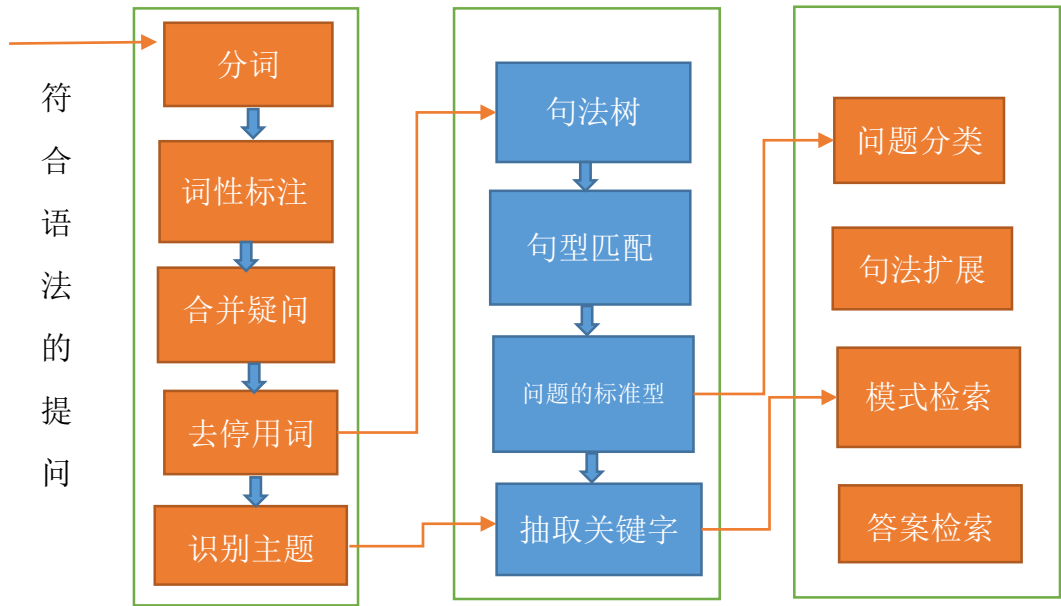 符合语法的提问
分词
词性标注
合并疑问
去停用词
识别主题
句法树
句型匹配
问题的标准型
抽取关键字
问题分类
句法扩展
模式检索
答案检索